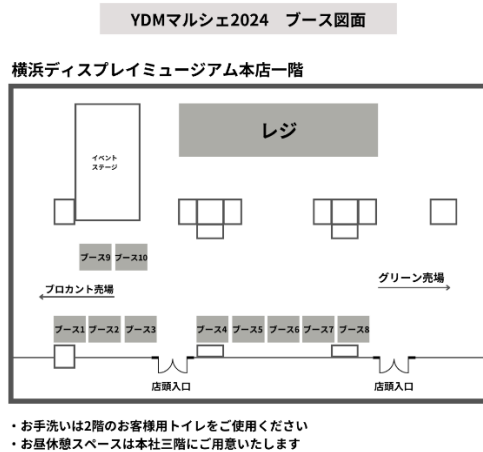 YDMマルシェ2024　ブース図面
横浜ディスプレイミュージアム本店一階
レジ
イベント
ステージ
ブース9 ブース10
ブロカント売場
グリーン売場
ブース1 ブース2 ブース3 ブース4 ブース5 ブース6 ブース7 ブース8
店頭入口 店頭入口
・お手洗いは2階のお客様用トイレをご使用ください
・お昼休憩スペースは本社三階にご用意いたします